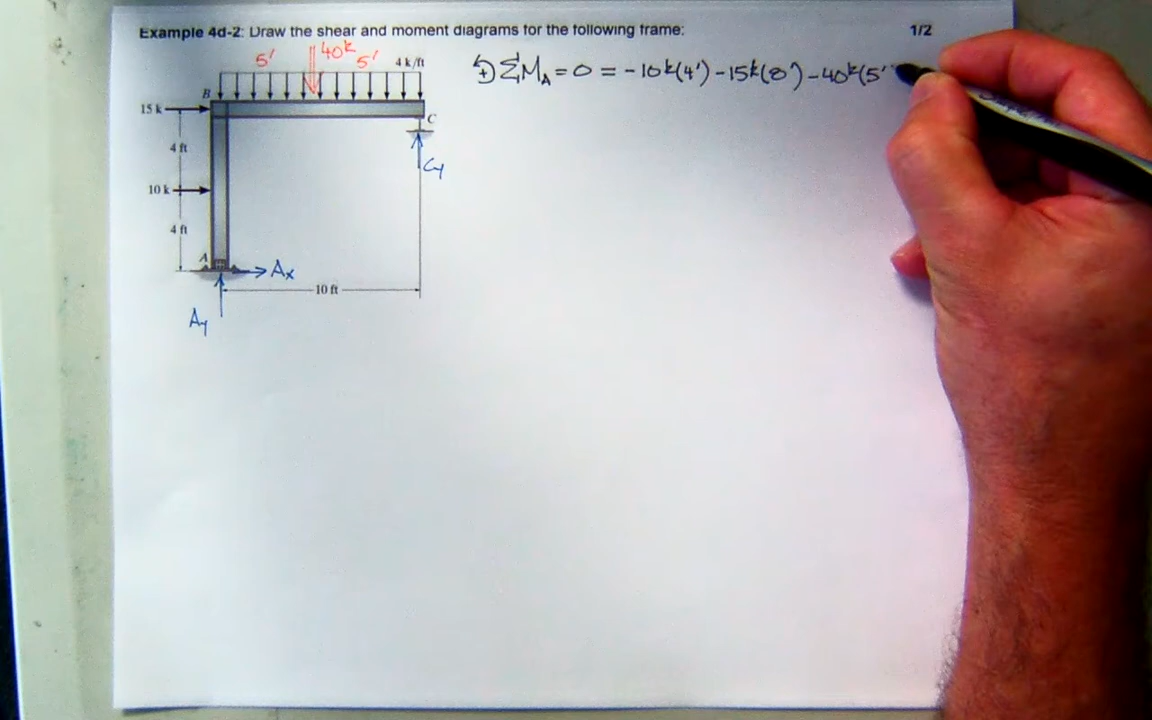 Example 4d-2: Draw the shear and moment diagrams for the following frame: 1/2
5' 40k 5' 4 k/ft
+ ΣM_A = 0 = -10k(4') -15k(8') -40k(5'
B
15 k
C
4 ft
Cy
10 k
4 ft
A
Ax
10 ft
Ay